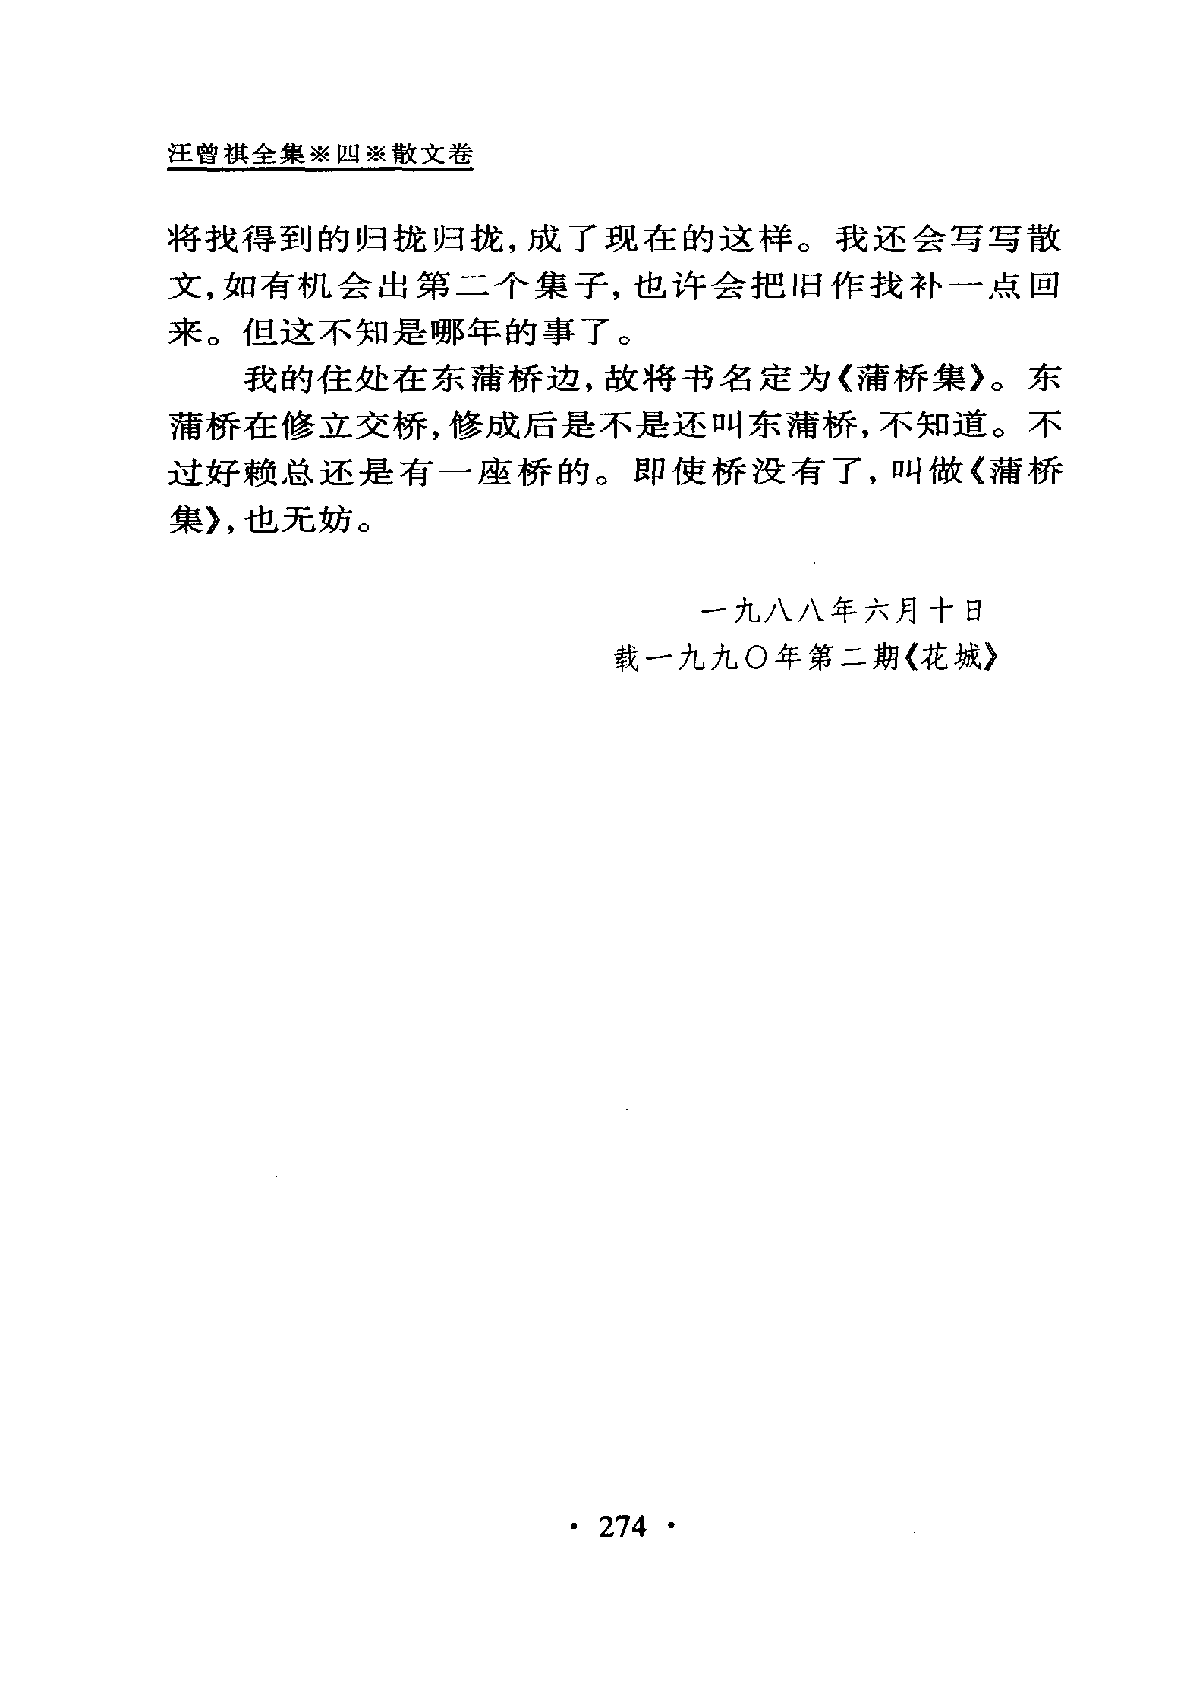 汪曾祺全集※四※散文卷
将找得到的归拢归拢,成了现在的这样。我还会写写散
文,如有机会出第二个集子,也许会把旧作找补一点回
来。但这不知是哪年的事了。
我的住处在东蒲桥边,故将书名定为《蒲桥集》。东
蒲桥在修立交桥,修成后是不是还叫东蒲桥,不知道。不
过好赖总还是有一座桥的。即使桥没有了,叫做《蒲桥
集》,也无妨。
一九八八年六月十日
载一九九〇年第二期《花城》
· 274 ·